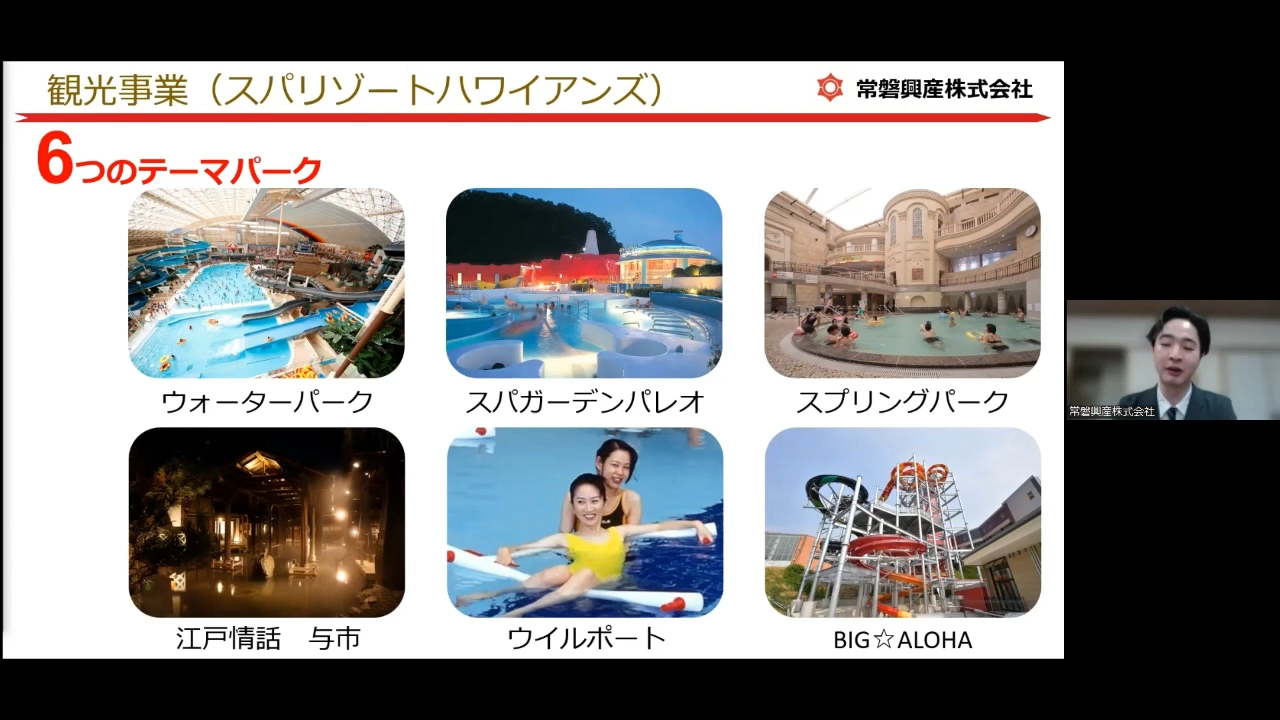 観光事業（スパリゾートハワイアンズ）
常磐興産株式会社
6つのテーマパーク
ウォーターパーク
スパガーデンパレオ
スプリングパーク
常磐興産株式会社
江戸情話　与市
ウイルポート
BIG☆ALOHA